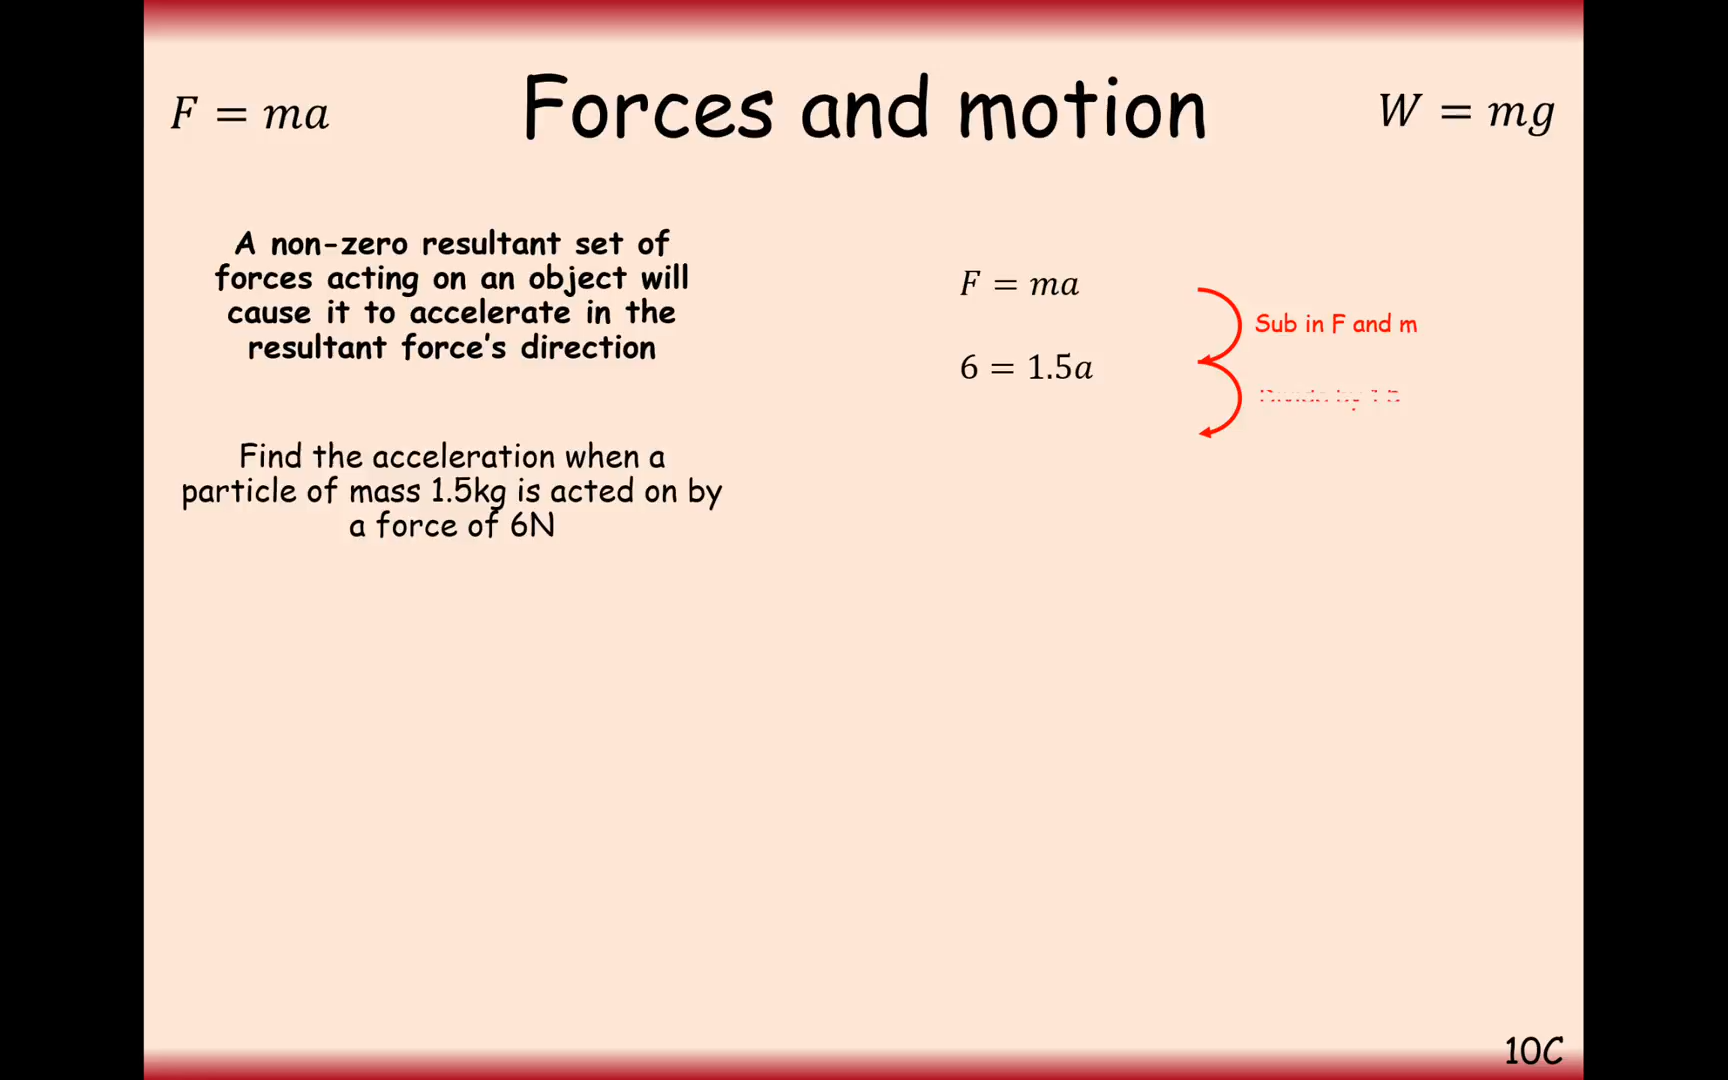 F = ma
Forces and motion
W = mg
A non-zero resultant set of
forces acting on an object will
cause it to accelerate in the
resultant force's direction
Find the acceleration when a
particle of mass 1.5kg is acted on by
a force of 6N
F = ma
Sub in F and m
6 = 1.5a
10C